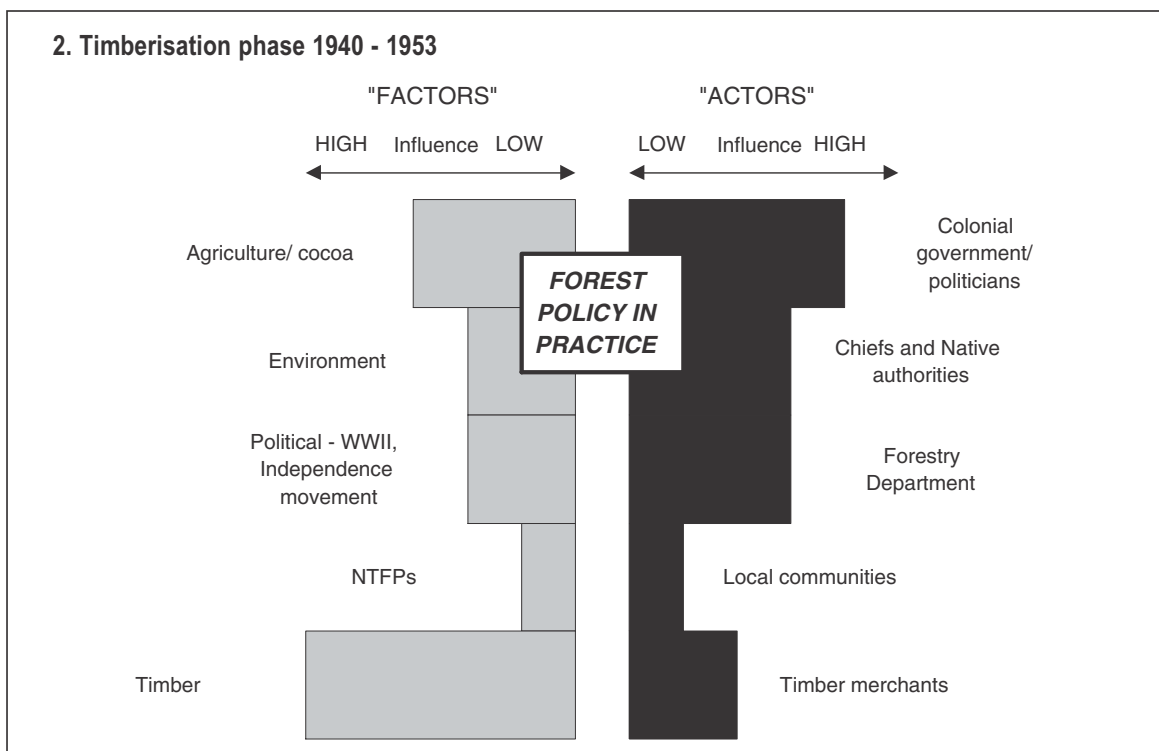 2. Timberisation phase 1940 - 1953
"FACTORS"
"ACTORS"
HIGH Influence LOW
LOW Influence HIGH
Agriculture/ cocoa
Colonial
government/
politicians
FOREST
POLICY IN
PRACTICE
Environment
Chiefs and Native
authorities
Political - WWII,
Independence
movement
Forestry
Department
NTFPs
Local communities
Timber
Timber merchants